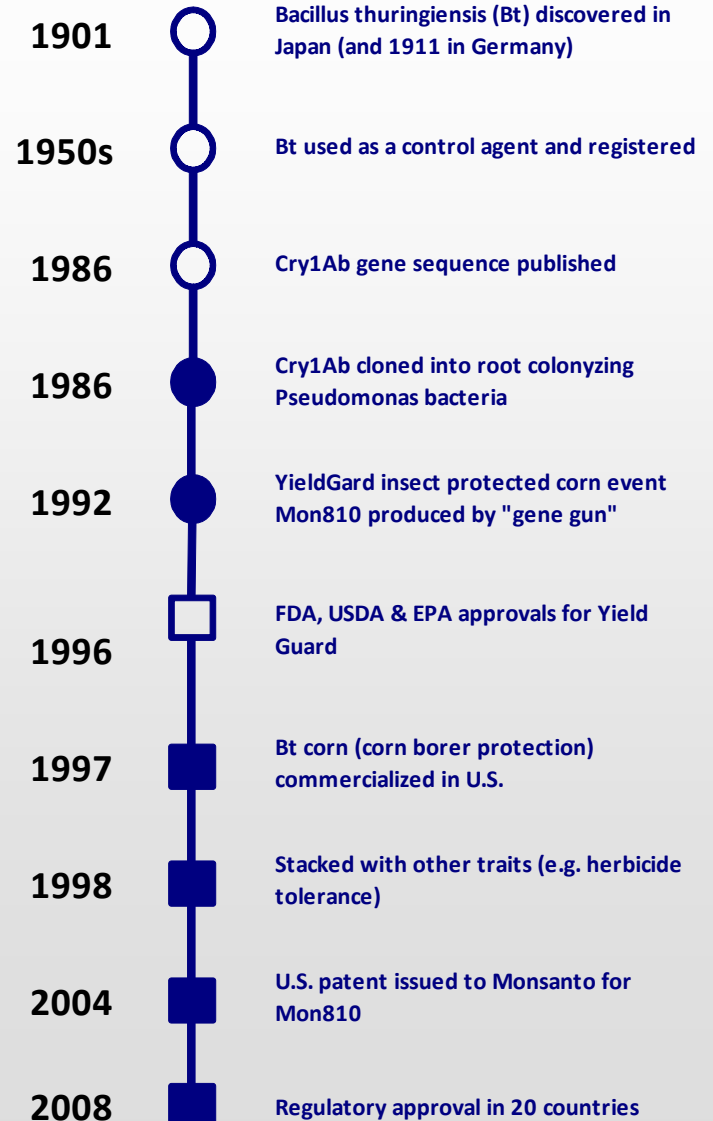 1901
Bacillus thuringiensis (Bt) discovered in
Japan (and 1911 in Germany)
1950s
Bt used as a control agent and registered
1986
Cry1Ab gene sequence published
1986
Cry1Ab cloned into root colonyzing
Pseudomonas bacteria
1992
YieldGard insect protected corn event
Mon810 produced by "gene gun"
1996
FDA, USDA & EPA approvals for Yield
Guard
1997
Bt corn (corn borer protection)
commercialized in U.S.
1998
Stacked with other traits (e.g. herbicide
tolerance)
2004
U.S. patent issued to Monsanto for
Mon810
2008
Regulatory approval in 20 countries